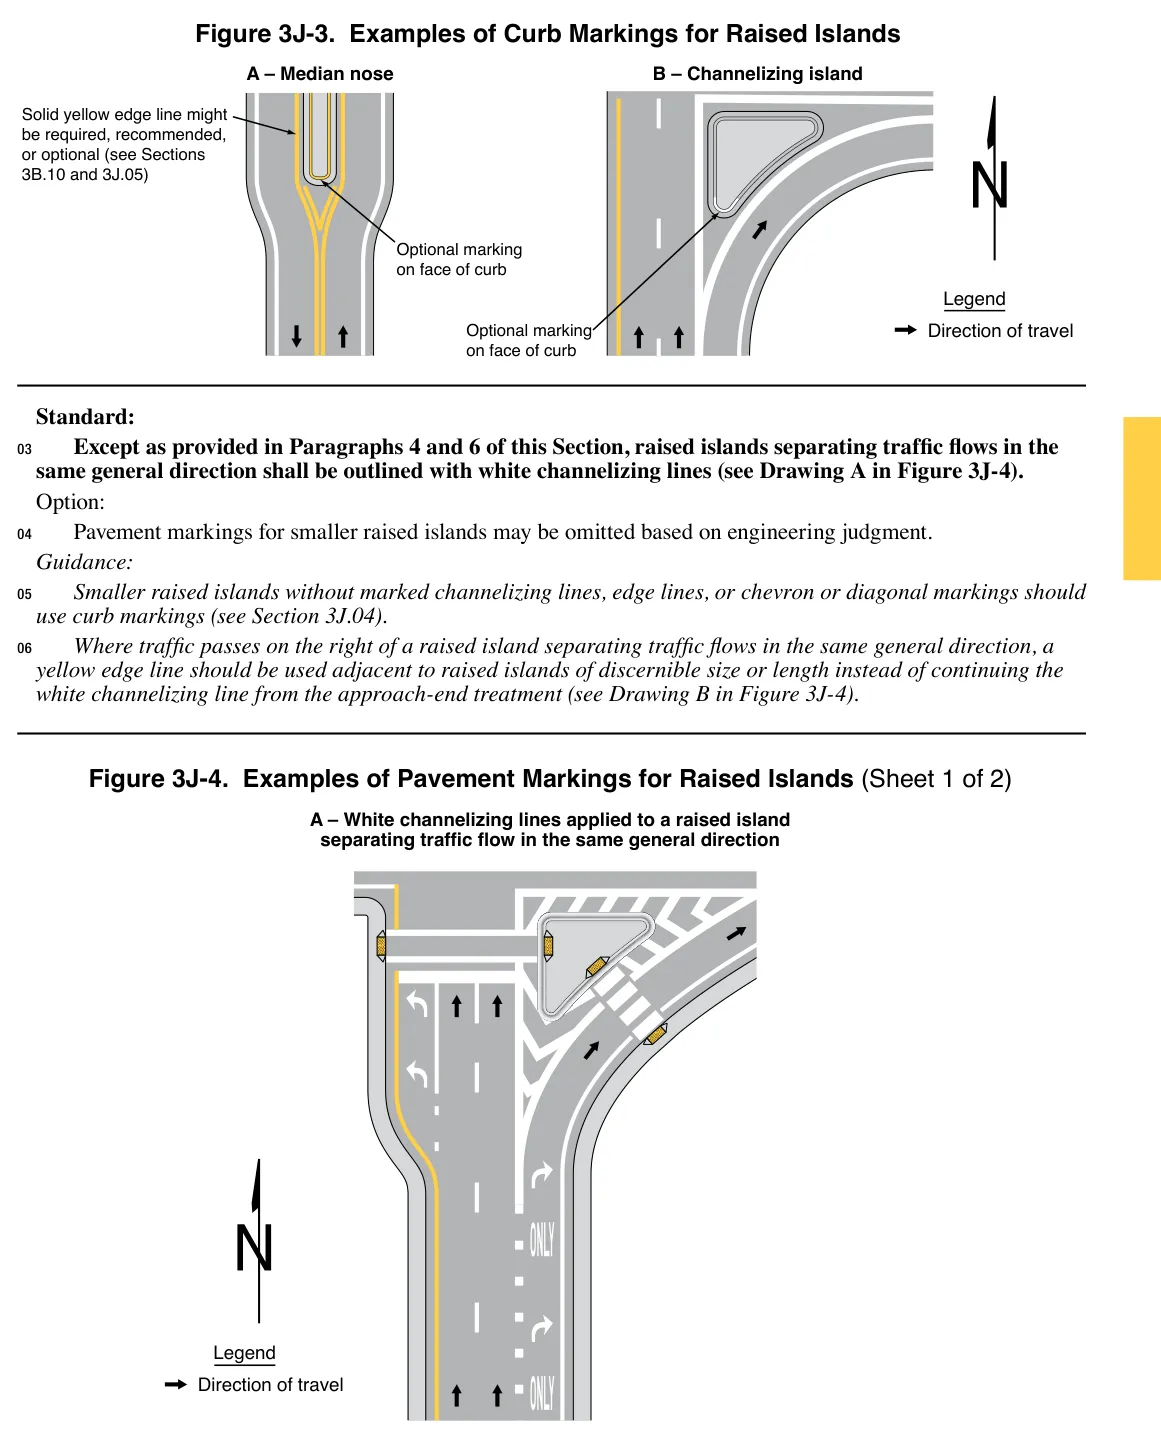 Figure 3J-3.  Examples of Curb Markings for Raised Islands
A – Median nose
B – Channelizing island
Solid yellow edge line might
be required, recommended,
or optional (see Sections
3B.10 and 3J.05)
Optional marking
on face of curb
Optional marking
on face of curb
N
Legend
Direction of travel
Standard:
03 Except as provided in Paragraphs 4 and 6 of this Section, raised islands separating traffic flows in the
same general direction shall be outlined with white channelizing lines (see Drawing A in Figure 3J-4).
Option:
04 Pavement markings for smaller raised islands may be omitted based on engineering judgment.
Guidance:
05 Smaller raised islands without marked channelizing lines, edge lines, or chevron or diagonal markings should
use curb markings (see Section 3J.04).
06 Where traffic passes on the right of a raised island separating traffic flows in the same general direction, a
yellow edge line should be used adjacent to raised islands of discernible size or length instead of continuing the
white channelizing line from the approach-end treatment (see Drawing B in Figure 3J-4).
Figure 3J-4.  Examples of Pavement Markings for Raised Islands (Sheet 1 of 2)
A – White channelizing lines applied to a raised island
separating traffic flow in the same general direction
ONLY
N
Legend
Direction of travel
ONLY